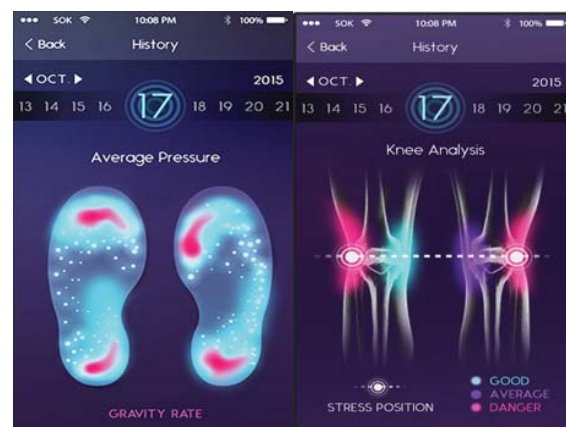 ••• SOK 10:08 PM 100%
< Back History
◀ OCT. ▶ 2015
13 14 15 16 17 18 19 20 21
Average Pressure
GRAVITY RATE
••• SOK 10:08 PM 100%
< Back History
◀ OCT. ▶ 2015
13 14 15 16 17 18 19 20 21
Knee Analysis
STRESS POSITION
GOOD
AVERAGE
DANGER